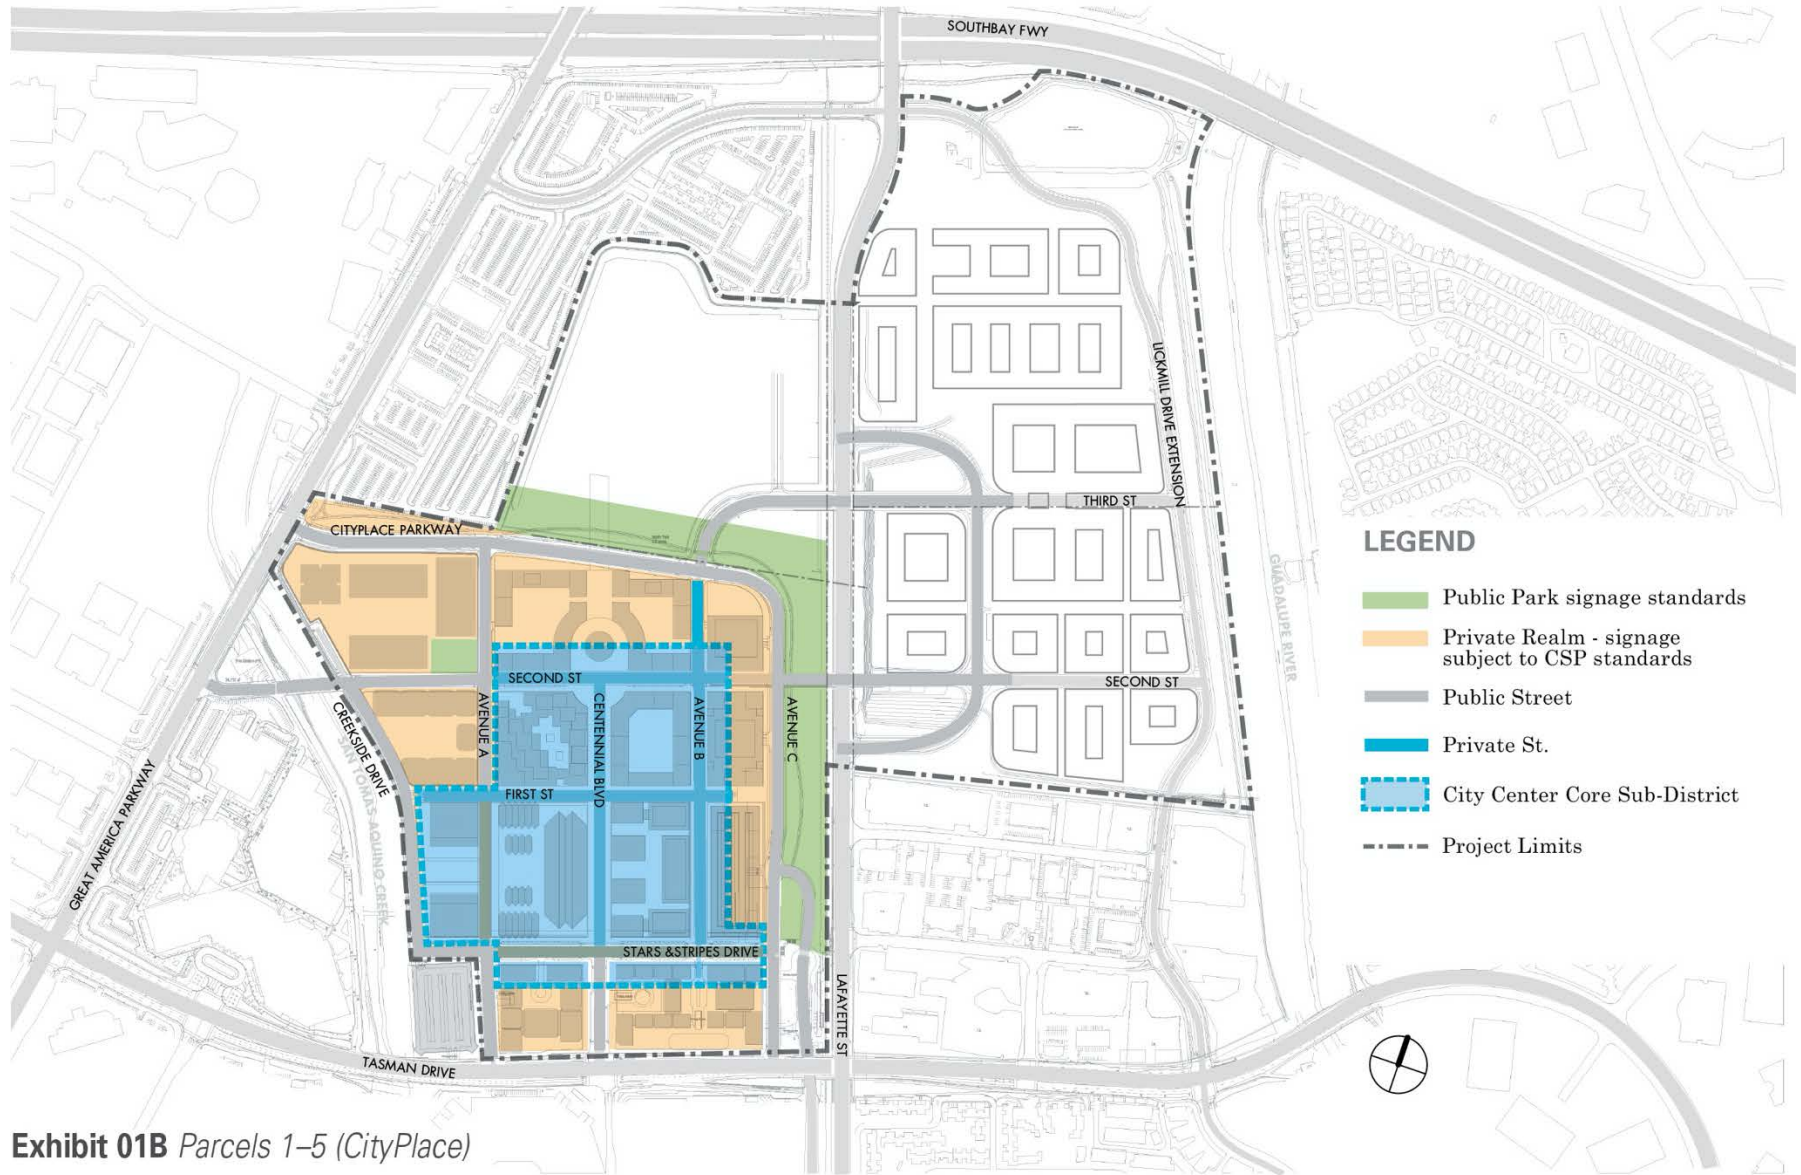 SOUTHBAY FWY
LICKMILL DRIVE EXTENSION
THIRD ST
CITYPLACE PARKWAY
LEGEND
Public Park signage standards
Private Realm - signage
subject to CSP standards
Public Street
Private St.
City Center Core Sub-District
Project Limits
GUADALUPE RIVER
SECOND ST
SECOND ST
AVENUE A
CENTENNIAL BLVD
AVENUE B
AVENUE C
CREEKSIDE DRIVE
SAN TOMAS AQUINO CREEK
FIRST ST
GREAT AMERICA PARKWAY
STARS &STRIPES DRIVE
LAFAYETTE ST
TASMAN DRIVE
Exhibit 01B Parcels 1–5 (CityPlace)